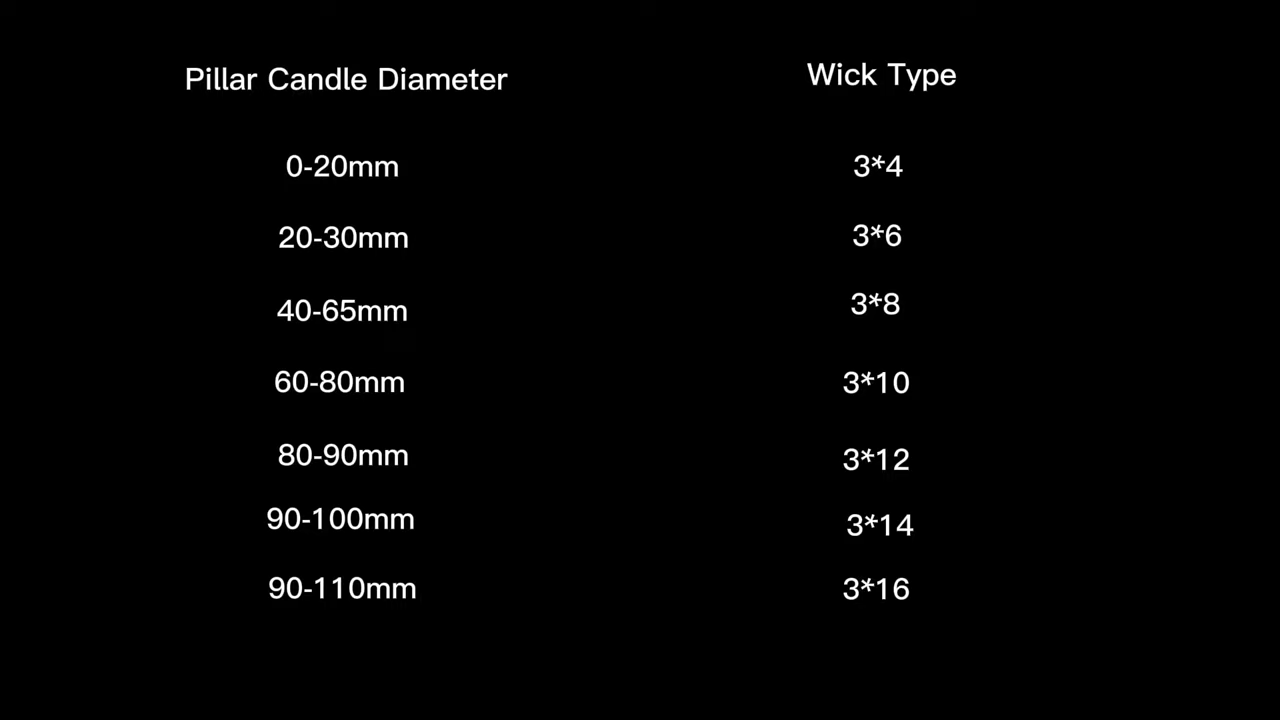 Pillar Candle Diameter Wick Type
0-20mm 3*4
20-30mm 3*6
40-65mm 3*8
60-80mm 3*10
80-90mm 3*12
90-100mm 3*14
90-110mm 3*16